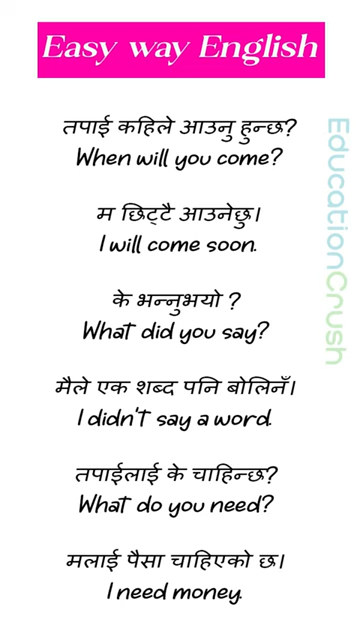 Easy way English
तपाई कहिले आउनु हुन्छ?
When will you come?
म छिट्टै आउनेछु।
I will come soon.
के भन्नुभयो ?
What did you say?
मैले एक शब्द पनि बोलिनँ।
I didn't say a word.
तपाईलाई के चाहिन्छ?
What do you need?
मलाई पैसा चाहिएको छ।
I need money.
EducationCrush